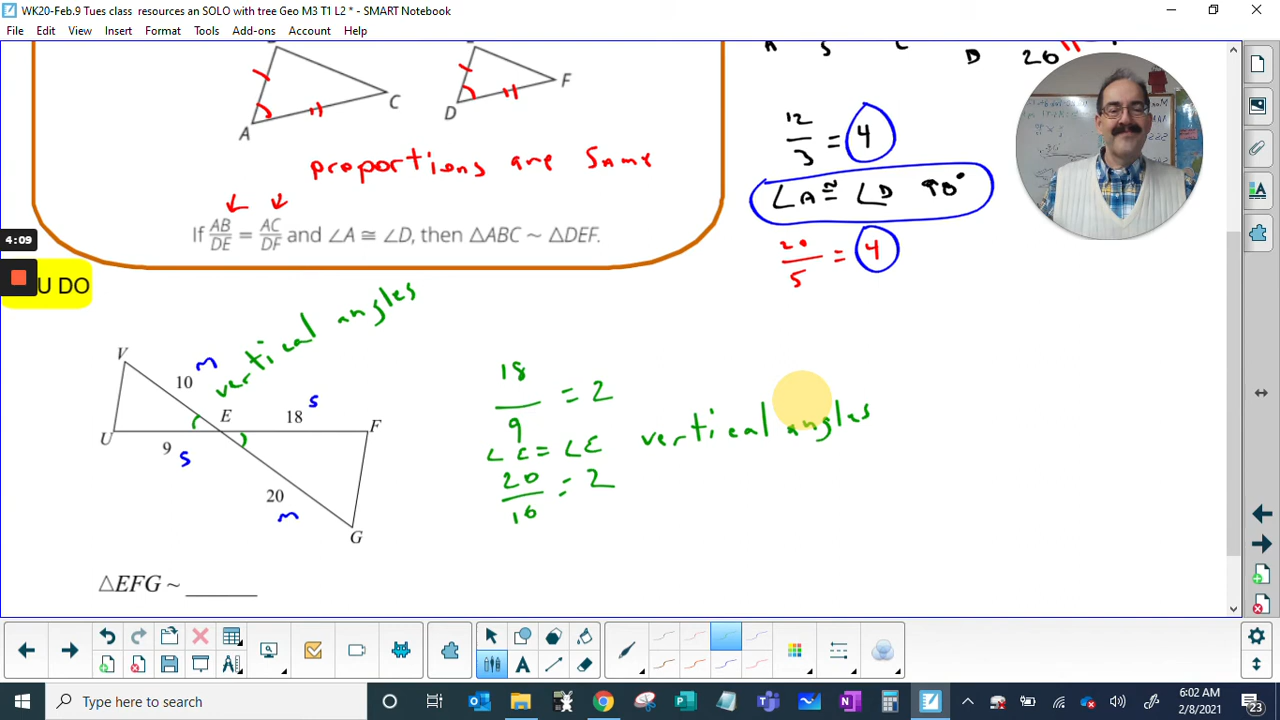 WK20-Feb.9 Tues class resources an SOLO with tree Geo M3 T1 L2 * - SMART Notebook
File Edit View Insert Format Tools Add-ons Account Help
A S C D 20
C F
A D
12
3 = 4
proportions are Same
∠A ≅ ∠D 90°
If AB/DE = AC/DF and ∠A ≅ ∠D, then △ABC ~ △DEF.
20
5 = 4
4:09
U DO
vertical angles
V 10 m
E 18 s F
U 9 s
20 m
G
18
9 = 2
∠E = ∠E vertical angles
20
10 = 2
△EFG ~ ______
Type here to search
6:02 AM
2/8/2021
23